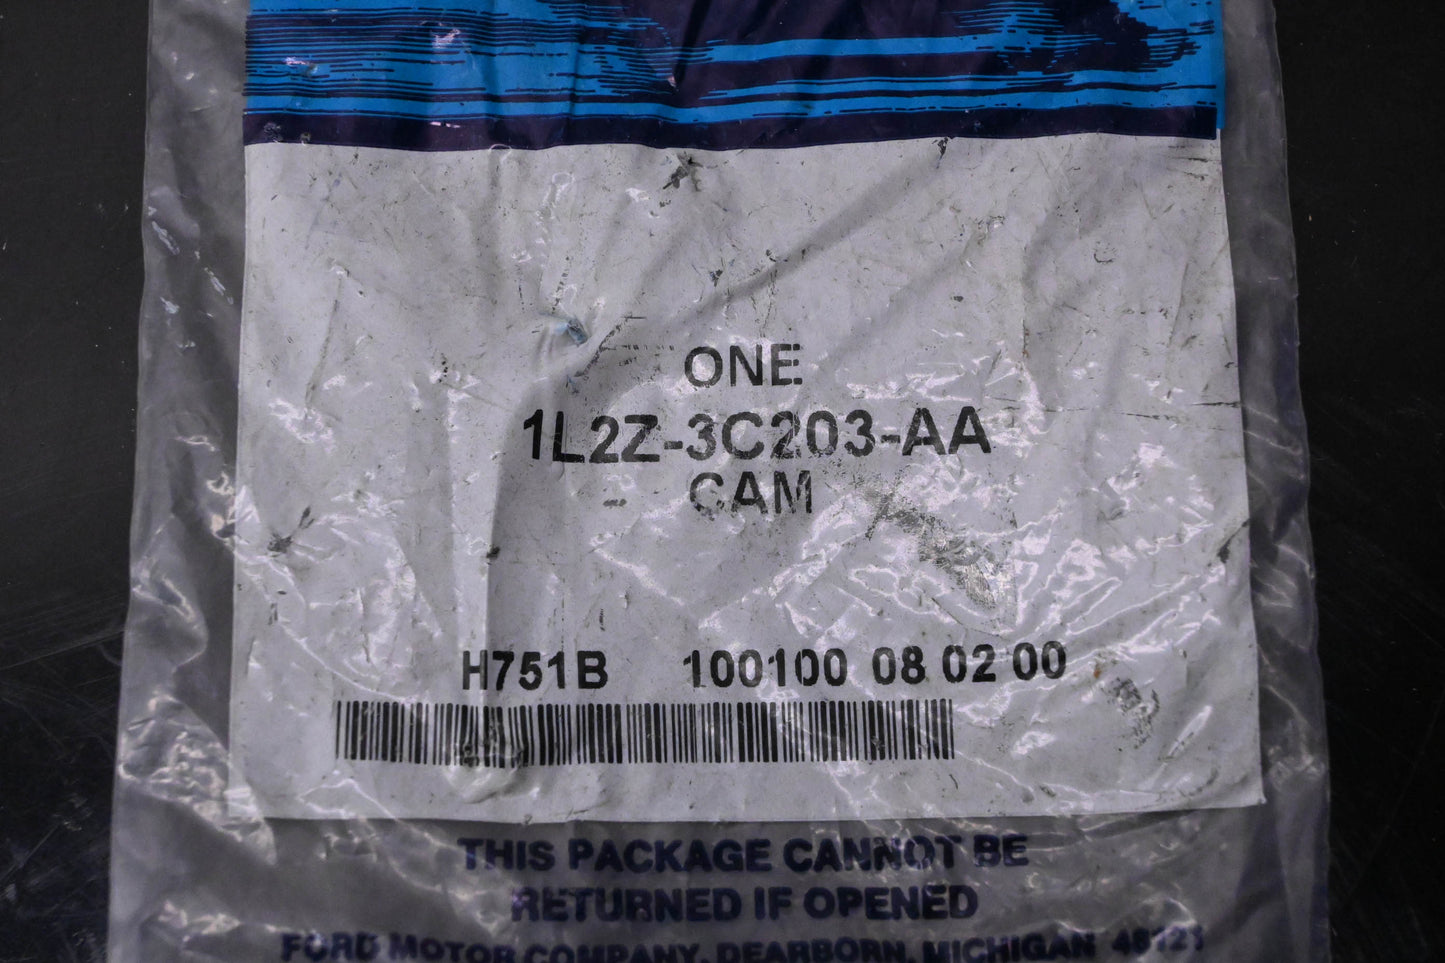 ONE
1L2Z-3C203-AA
CAM
H751B 100100 08 02 00
THIS PACKAGE CANNOT BE
RETURNED IF OPENED
FORD MOTOR COMPANY, DEARBORN, MICHIGAN 48121